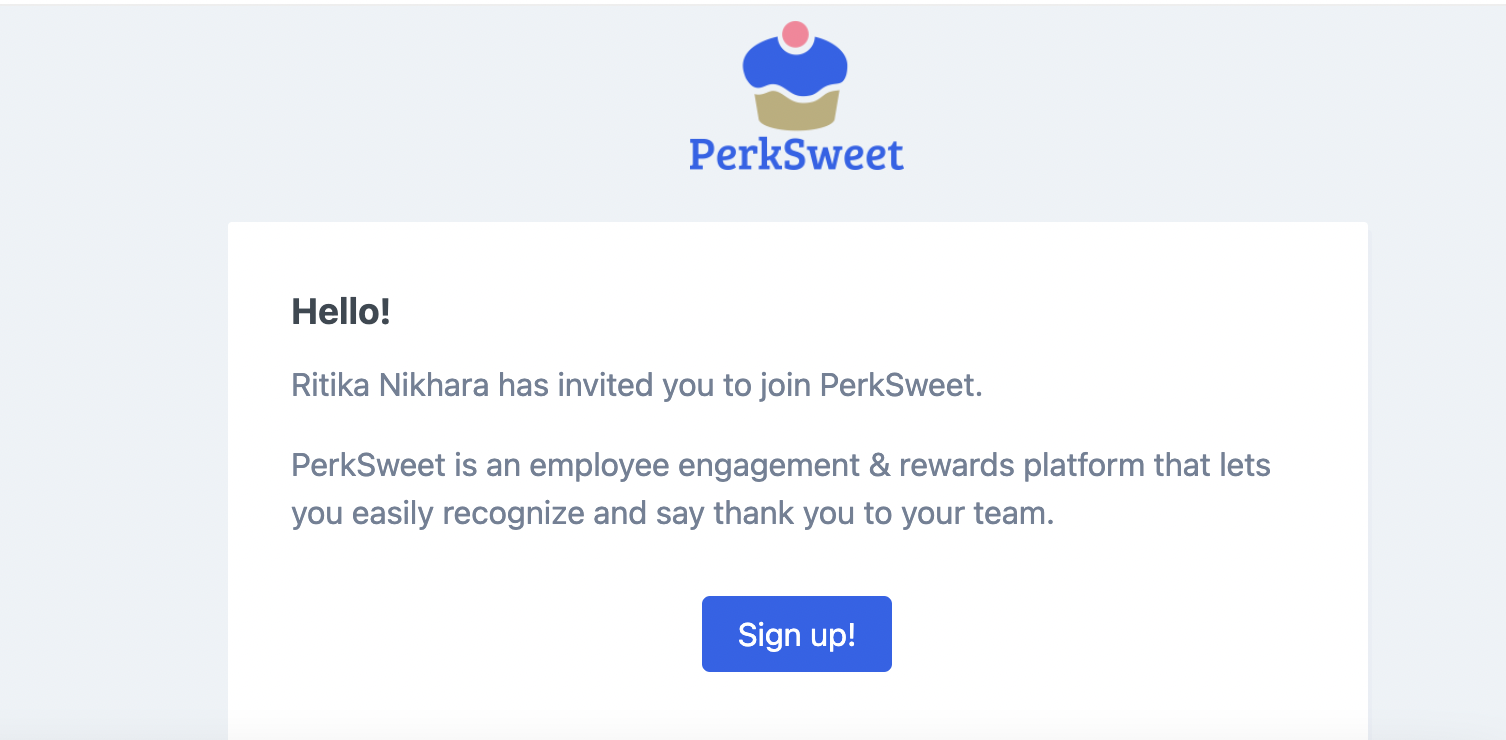 PerkSweet
Hello!
Ritika Nikhara has invited you to join PerkSweet.
PerkSweet is an employee engagement & rewards platform that lets
you easily recognize and say thank you to your team.
Sign up!